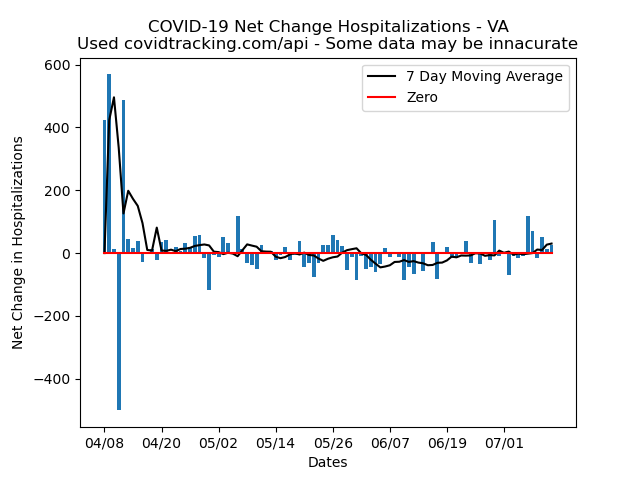 COVID-19 Net Change Hospitalizations - VA
Used covidtracking.com/api - Some data may be innacurate
7 Day Moving Average
Zero
Net Change in Hospitalizations
600
400
200
0
−200
−400
04/08 04/20 05/02 05/14 05/26 06/07 06/19 07/01
Dates